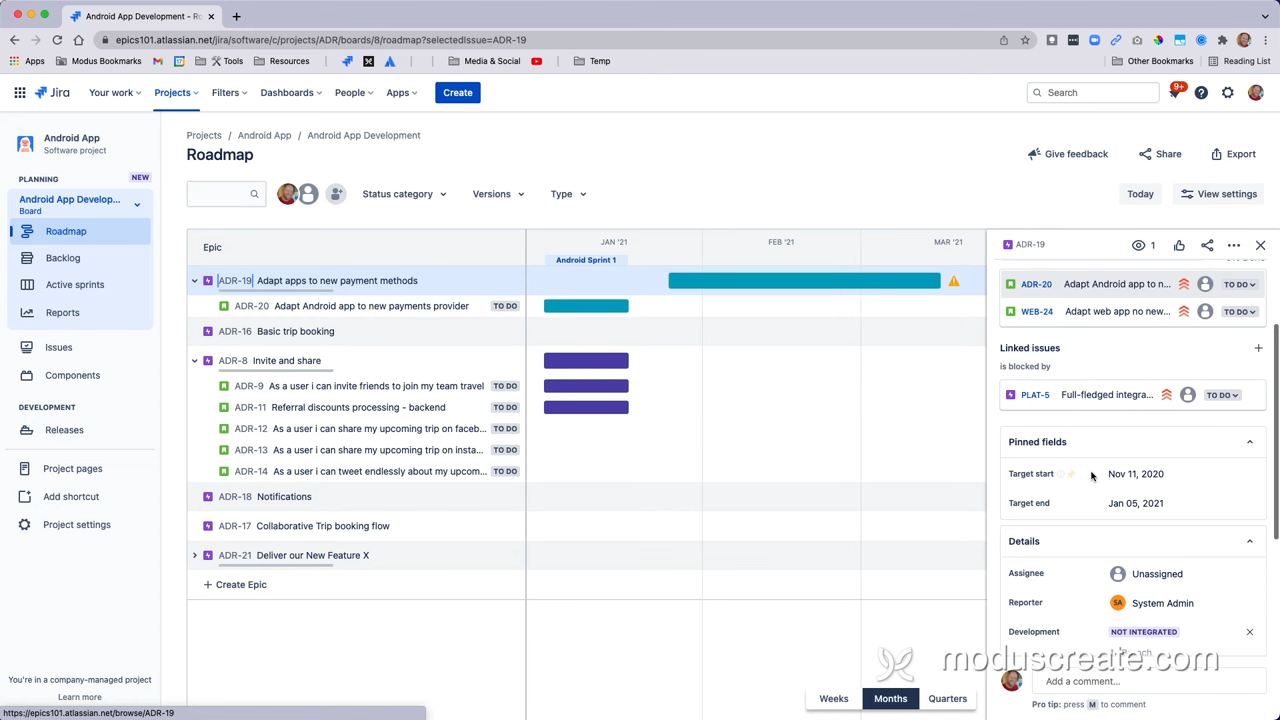 Android App Development - Ro
epics101.atlassian.net/jira/software/c/projects/ADR/boards/8/roadmap?selectedIssue=ADR-19
Apps
Modus Bookmarks
Tools
Resources
Media & Social
Temp
Other Bookmarks
Reading List
Jira
Your work
Projects
Filters
Dashboards
People
Apps
Create
Search
9+
Android App
Software project
PLANNING
NEW
Android App Develop...
Board
Roadmap
Backlog
Active sprints
Reports
Issues
Components
DEVELOPMENT
Releases
Project pages
Add shortcut
Project settings
You're in a company-managed project
Learn more
https://epics101.atlassian.net/browse/ADR-19
Projects / Android App / Android App Development
Roadmap
Give feedback
Share
Export
Status category
Versions
Type
Today
View settings
Epic
JAN '21
FEB '21
MAR '21
Android Sprint 1
ADR-19 Adapt apps to new payment methods
ADR-20 Adapt Android app to new payments provider TO DO
ADR-16 Basic trip booking
ADR-8 Invite and share
ADR-9 As a user i can invite friends to join my team travel TO DO
ADR-11 Referral discounts processing - backend TO DO
ADR-12 As a user i can share my upcoming trip on faceb... TO DO
ADR-13 As a user i can share my upcoming trip on insta... TO DO
ADR-14 As a user i can tweet endlessly about my upcom... TO DO
ADR-18 Notifications
ADR-17 Collaborative Trip booking flow
ADR-21 Deliver our New Feature X
+ Create Epic
Weeks
Months
Quarters
ADR-19
1
ADR-20 Adapt Android app to n... TO DO
WEB-24 Adapt web app no new... TO DO
Linked issues
is blocked by
PLAT-5 Full-fledged integra... TO DO
Pinned fields
Target start Nov 11, 2020
Target end Jan 05, 2021
Details
Assignee Unassigned
Reporter SA System Admin
Development NOT INTEGRATED
Add a comment...
Pro tip: press M to comment
moduscreate.com